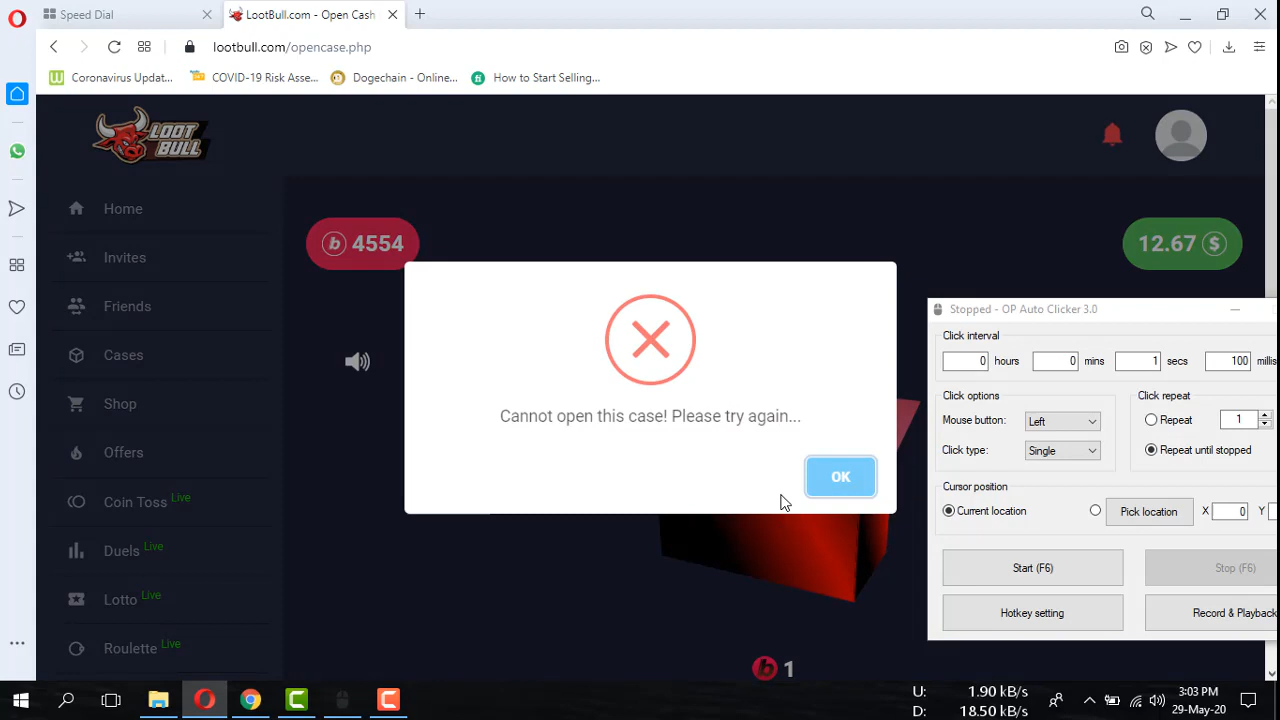 Speed Dial
LootBull.com - Open Cash
lootbull.com/opencase.php
Coronavirus Updat...
COVID-19 Risk Asse...
Dogechain - Online...
How to Start Selling...
LOOT
BULL
Home
Invites
Friends
Cases
Shop
Offers
Coin Toss Live
Duels Live
Lotto Live
Roulette Live
b 4554
12.67 $
Cannot open this case! Please try again...
OK
b 1
Stopped - OP Auto Clicker 3.0
Click interval
0 hours 0 mins 1 secs 100 millis
Click options
Mouse button: Left
Click type: Single
Click repeat
Repeat 1
Repeat until stopped
Cursor position
Current location
Pick location X 0 Y
Start (F6)
Stop (F6)
Hotkey setting
Record & Playback
U: 1.90 kB/s
D: 18.50 kB/s
3:03 PM
29-May-20